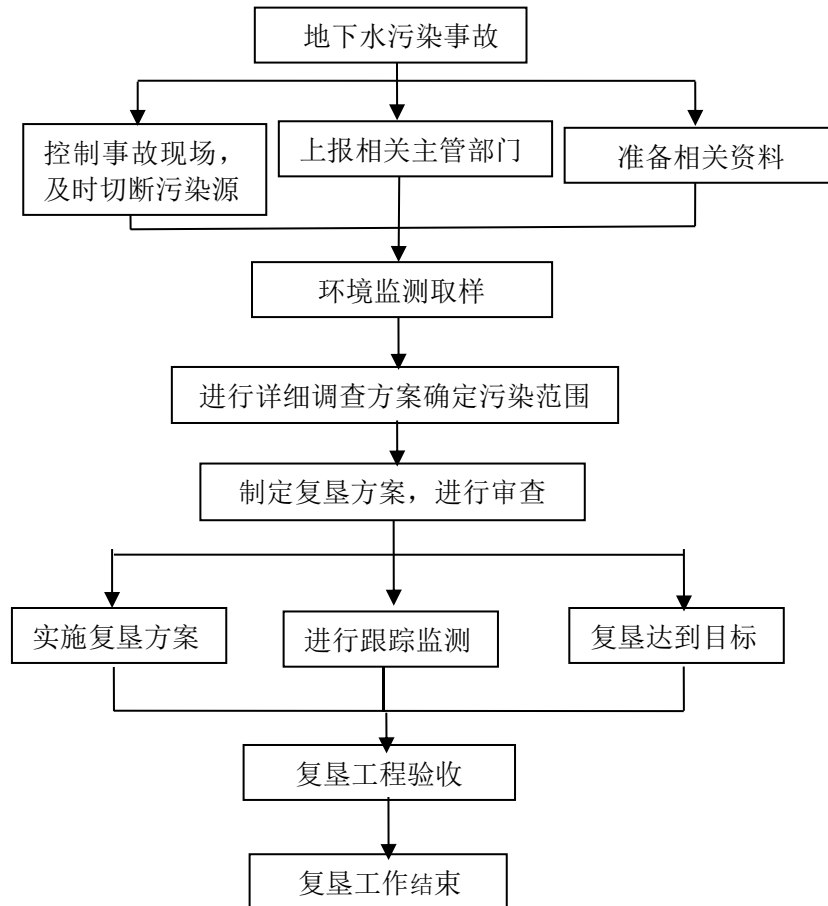 地下水污染事故
控制事故现场，
及时切断污染源
上报相关主管部门
准备相关资料
环境监测取样
进行详细调查方案确定污染范围
制定复垦方案，进行审查
实施复垦方案
进行跟踪监测
复垦达到目标
复垦工程验收
复垦工作结束